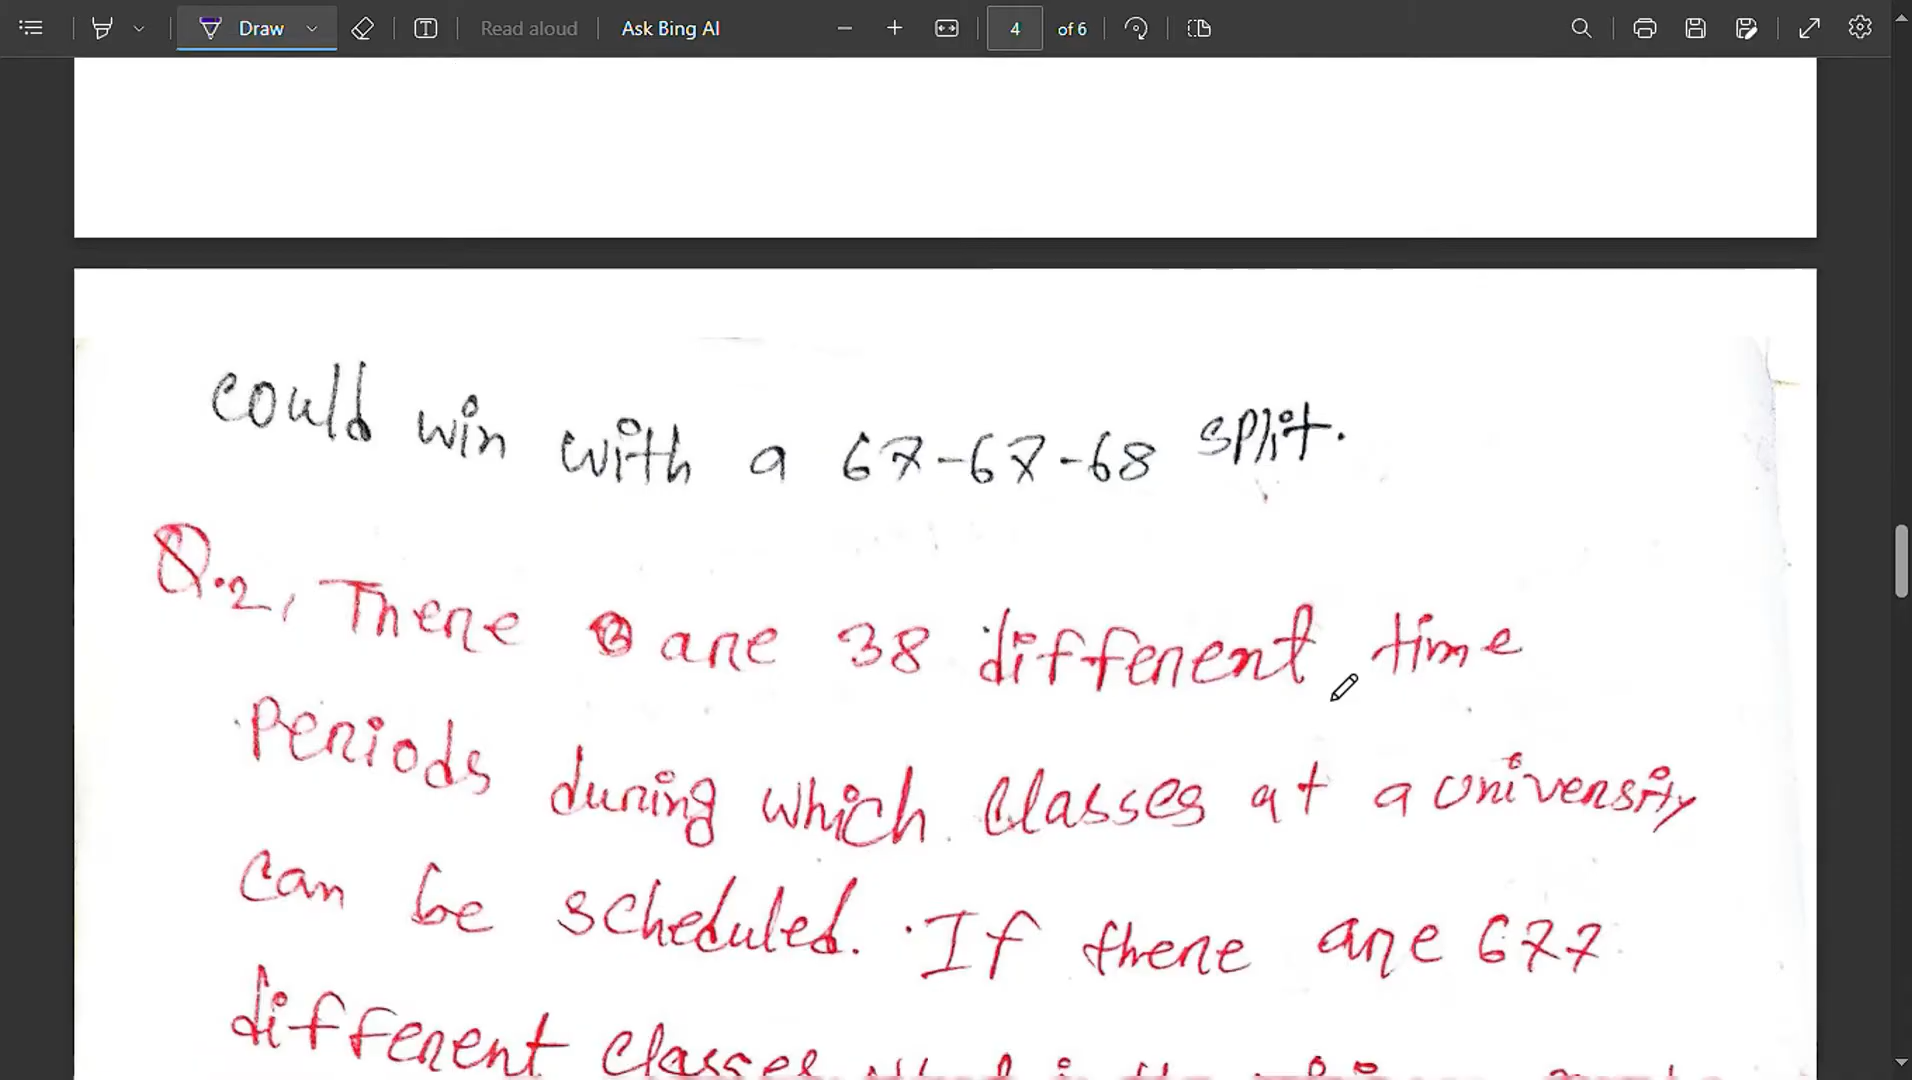 Draw
Read aloud
Ask Bing AI
4 of 6
could win with a 67-67-68 split.
Q.2, There are 38 different time
Periods during which classes at a university
can be scheduled. If there are 677
different classes